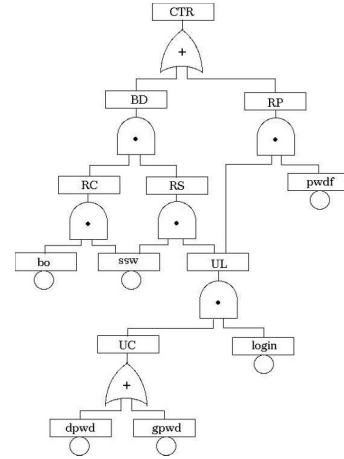 CTR
+
BD
RP
•
•
RC
RS
pwdf
•
•
bo
ssw
UL
•
UC
login
+
dpwd
gpwd